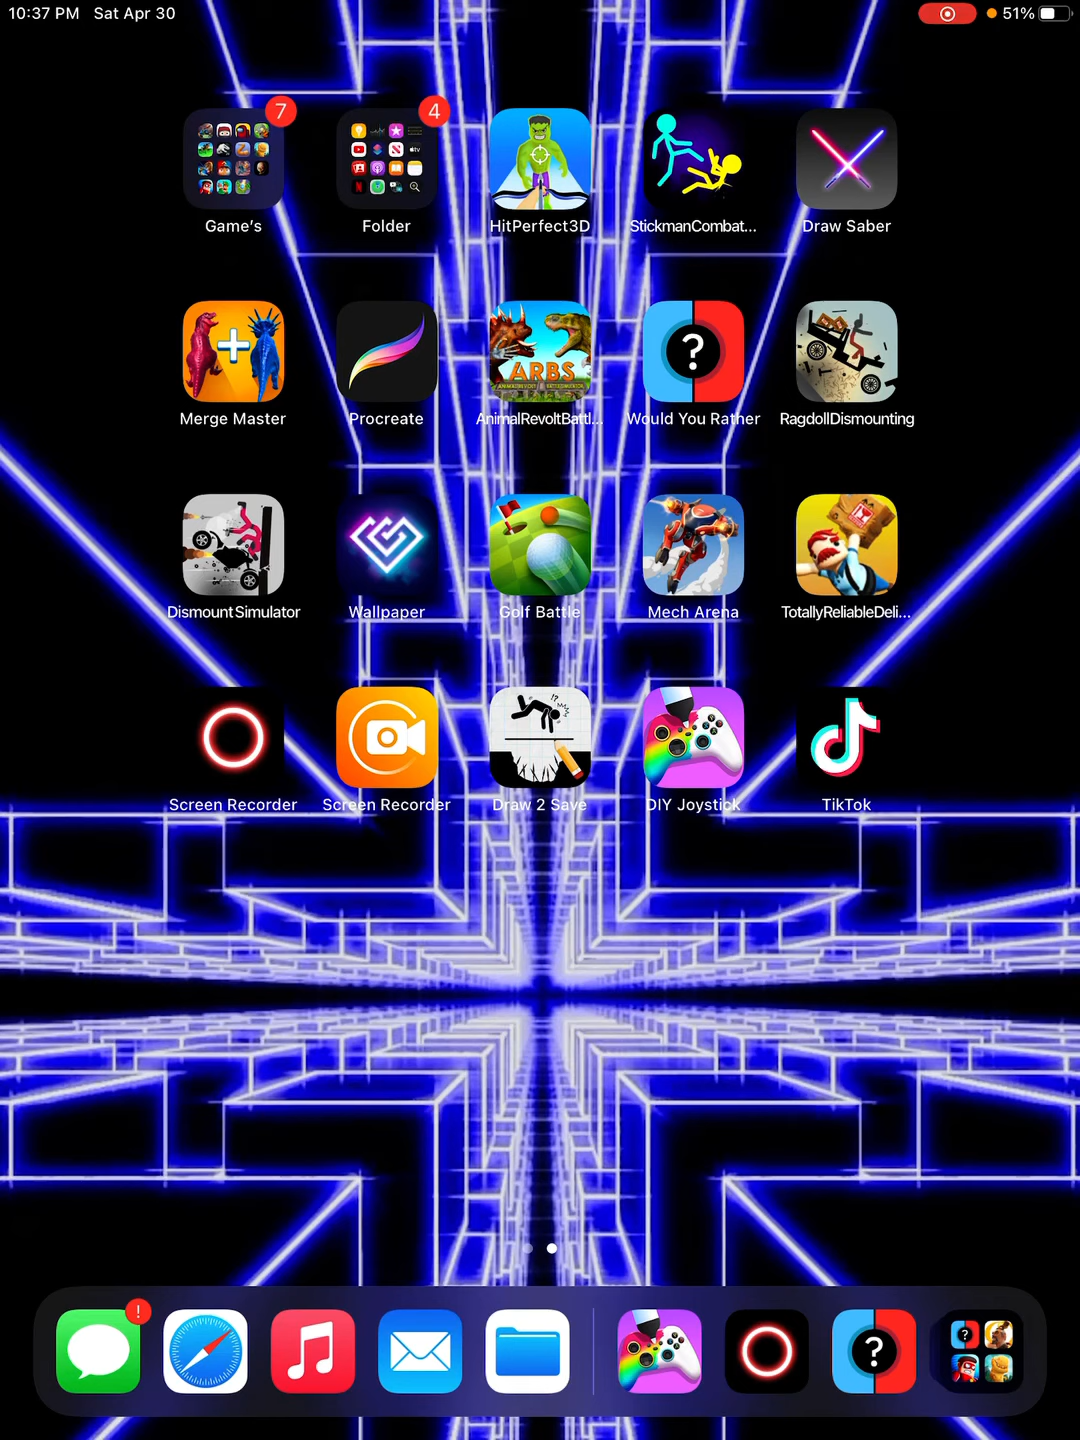 10:37 PM Sat Apr 30
51%
7
4
Game's
Folder
HitPerfect3D
StickmanCombat...
Draw Saber
ARBS
Merge Master
Procreate
AnimalRevoltBattl...
Would You Rather
RagdollDismounting
Dismount Simulator
Wallpaper
Golf Battle
Mech Arena
TotallyReliableDeli...
!?
Screen Recorder
Screen Recorder
Draw 2 Save
DIY Joystick
TikTok
!